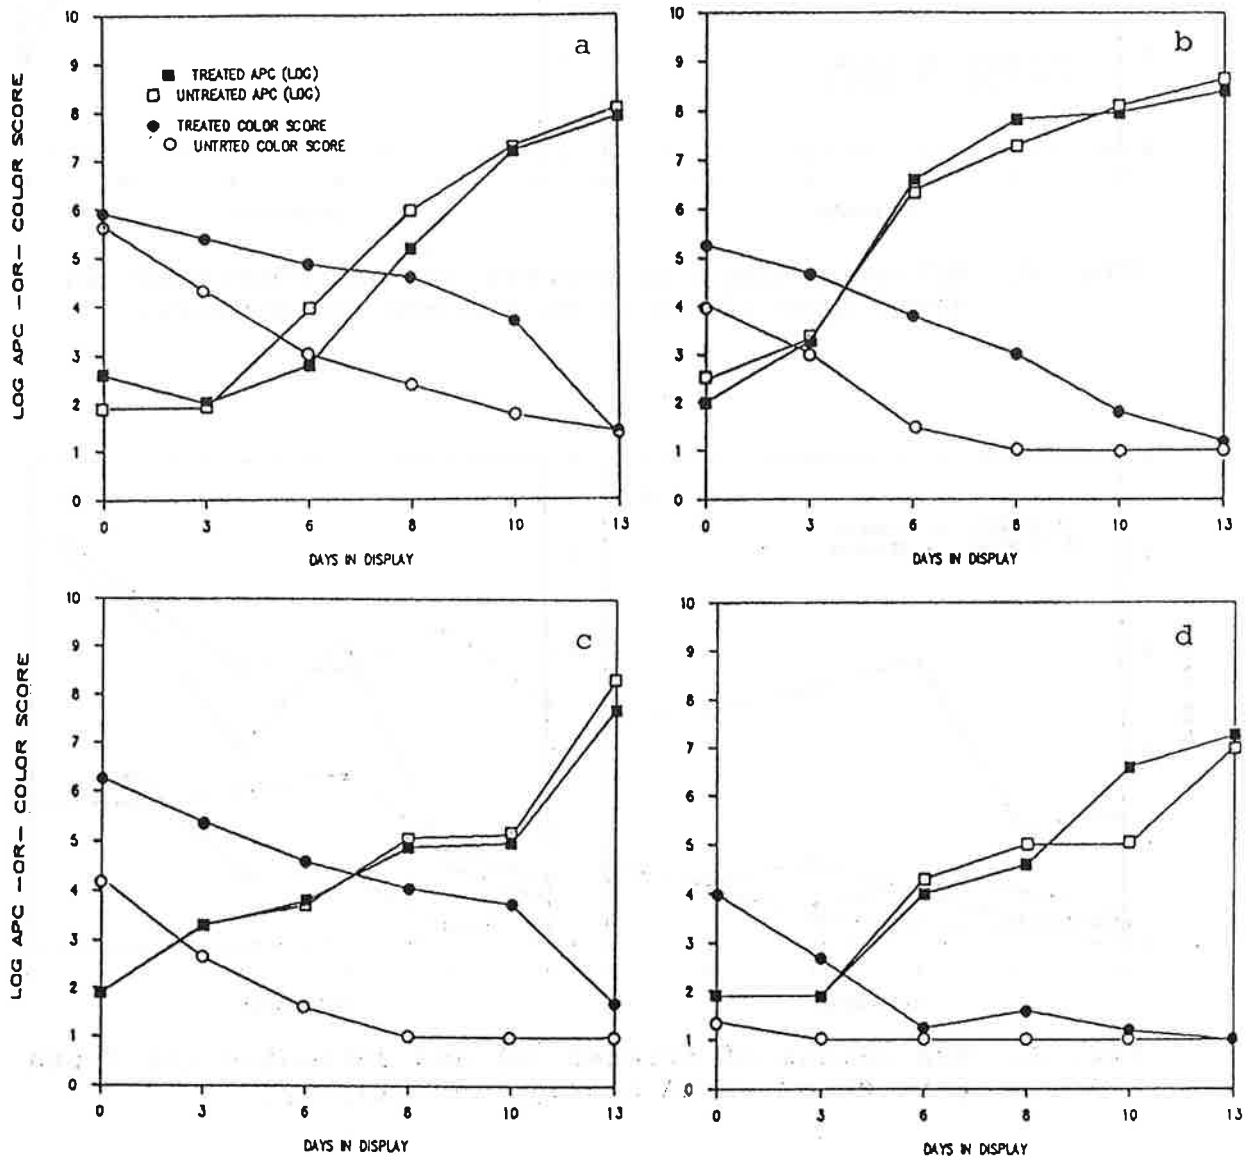 a
LOG APC -OR- COLOR SCORE
10
9
8
7
6
5
4
3
2
1
0
■ TREATED APC (LOG)
□ UNTREATED APC (LOG)
● TREATED COLOR SCORE
○ UNTRTED COLOR SCORE
0 3 6 8 10 13
DAYS IN DISPLAY
b
10
9
8
7
6
5
4
3
2
1
0
0 3 6 8 10 13
DAYS IN DISPLAY
c
LOG APC -OR- COLOR SCORE
10
9
8
7
6
5
4
3
2
1
0
0 3 6 8 10 13
DAYS IN DISPLAY
d
10
9
8
7
6
5
4
3
2
1
0
0 3 6 8 10 13
DAYS IN DISPLAY